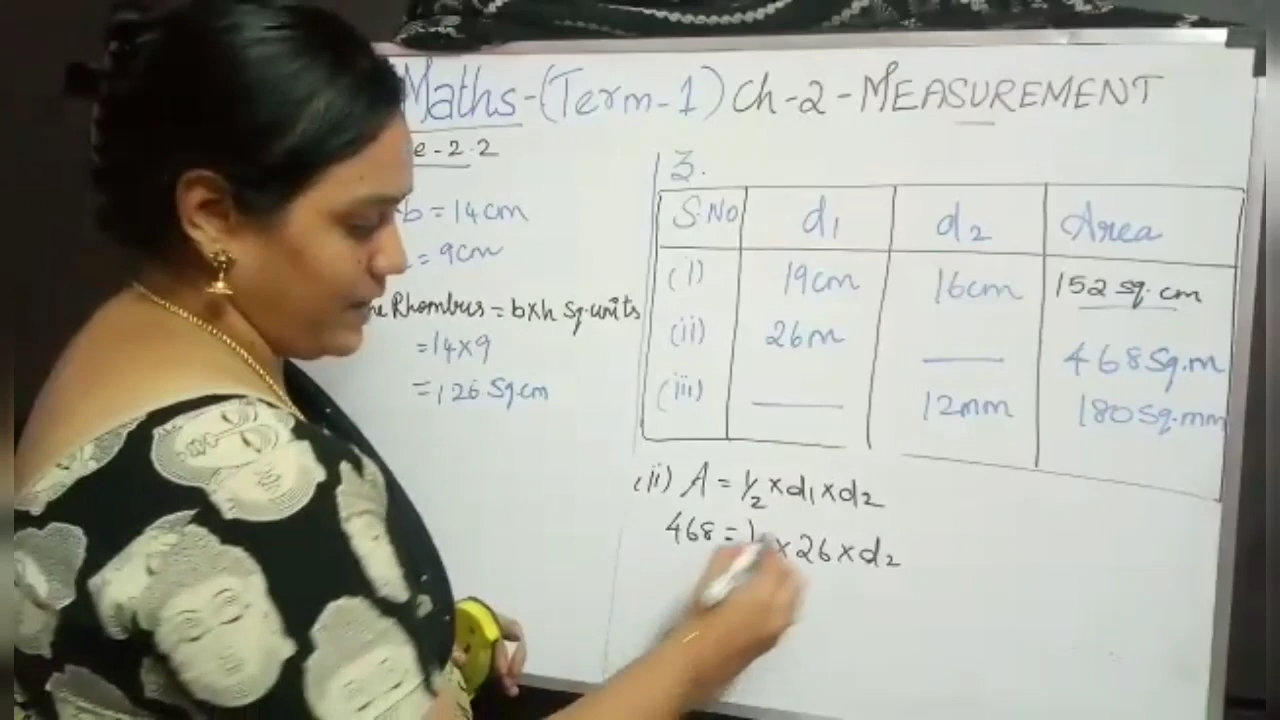 Maths-(Term-1) Ch-2-MEASUREMENT
e-2.2
b = 14cm
= 9cm
Rhombus = b×h Sq.units
= 14×9
= 126 Sq.cm
3.
S.No d1 d2 Area
(i) 19cm 16cm 152 sq.cm
(ii) 26m ___ 468 Sq.m
(iii) ___ 12mm 180 Sq.mm
(ii) A = 1/2 × d1 × d2
468 = × 26 × d2